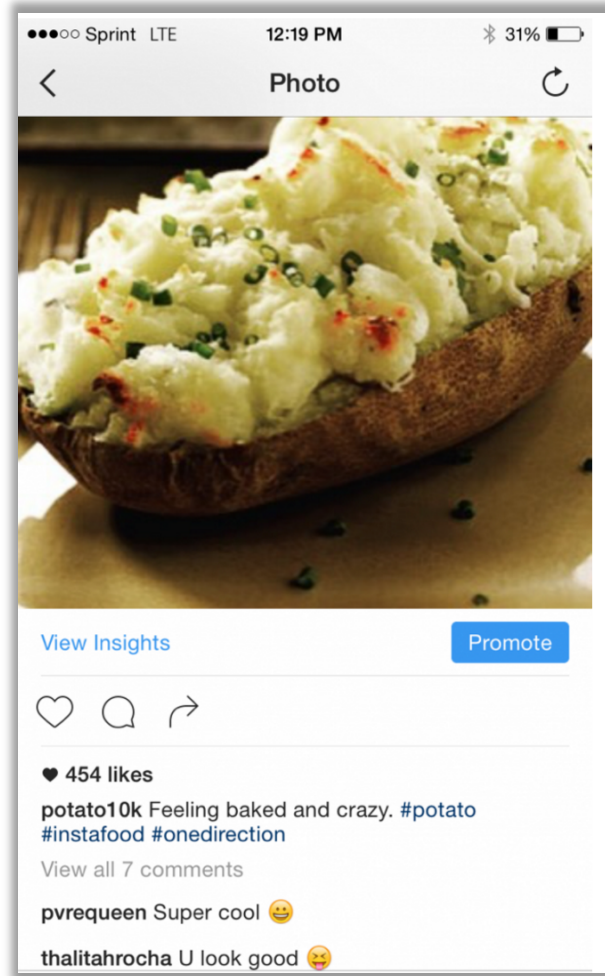 Sprint LTE 12:19 PM 31%
Photo
View Insights Promote
454 likes
potato10k Feeling baked and crazy. #potato
#instafood #onedirection
View all 7 comments
pvrequeen Super cool 😀
thalitahrocha U look good 😝